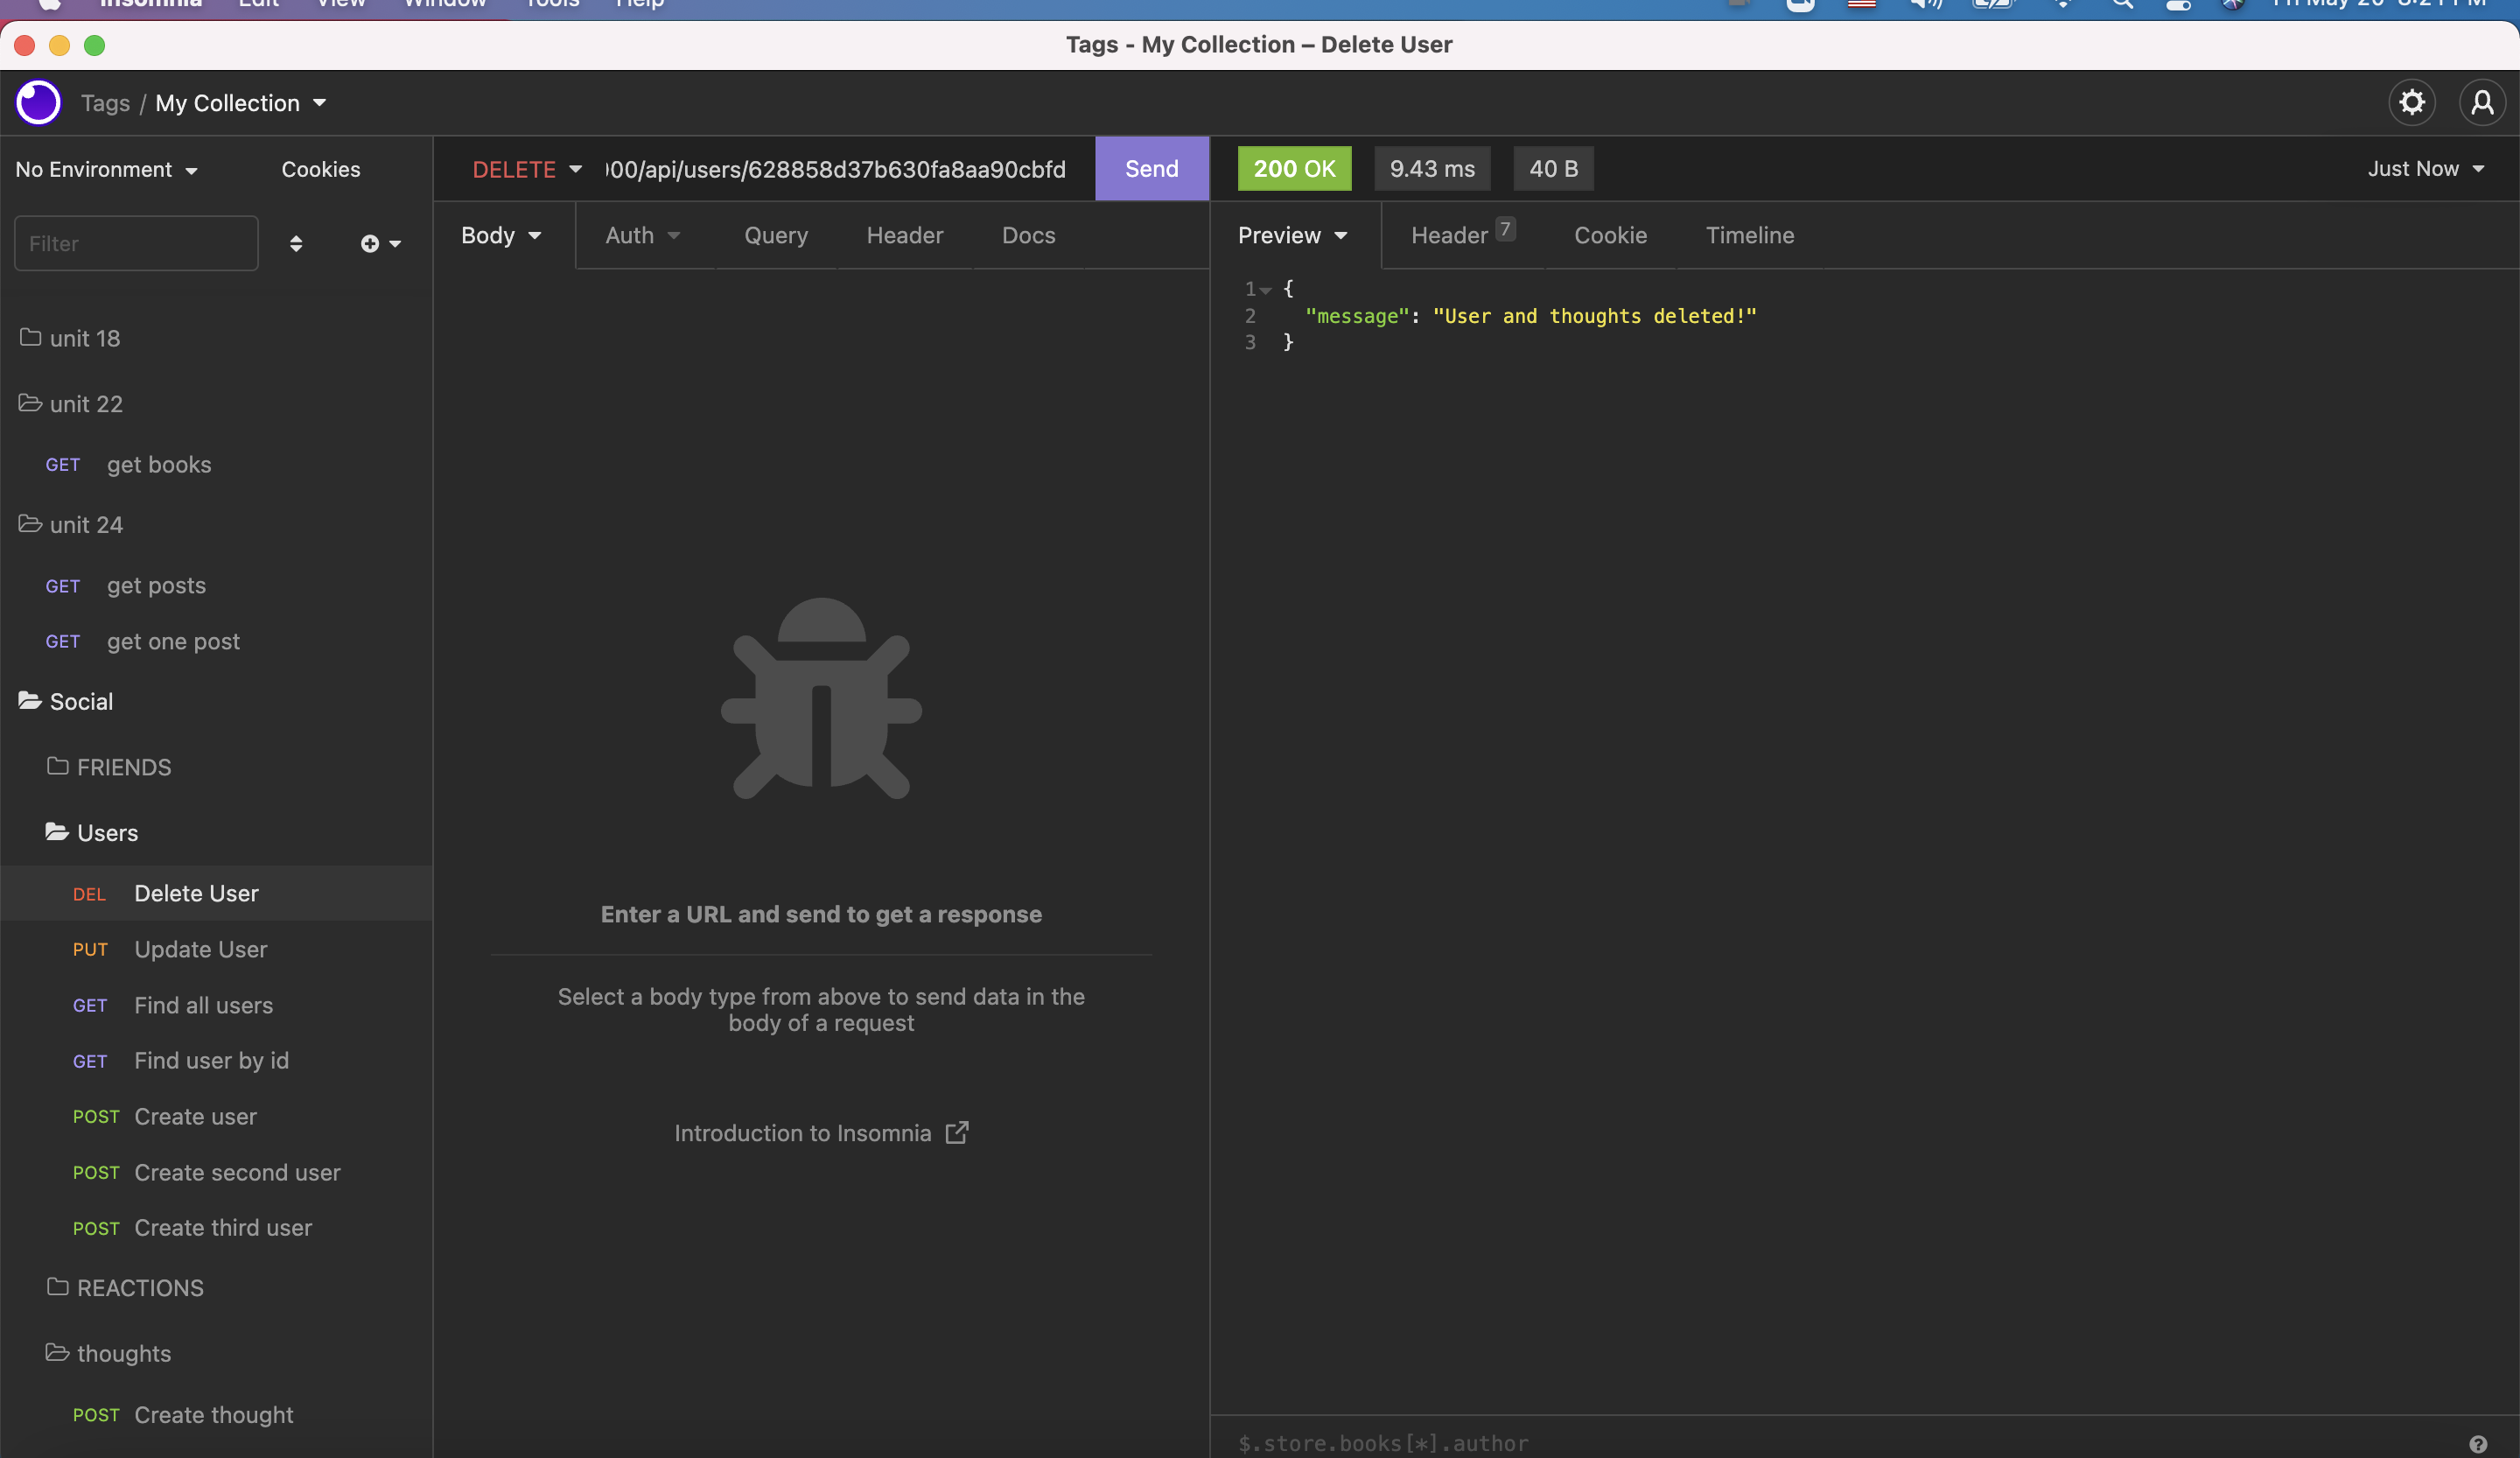 Insomnia Edit View Window Tools Help
Tags - My Collection – Delete User
Tags / My Collection
No Environment Cookies
DELETE 00/api/users/628858d37b630fa8aa90cbfd Send
200 OK 9.43 ms 40 B Just Now
Filter
Body Auth Query Header Docs
Preview Header 7 Cookie Timeline
1 {
2 "message": "User and thoughts deleted!"
3 }
unit 18
unit 22
GET get books
unit 24
GET get posts
GET get one post
Social
FRIENDS
Users
DEL Delete User
PUT Update User
GET Find all users
GET Find user by id
POST Create user
POST Create second user
POST Create third user
REACTIONS
thoughts
POST Create thought
Enter a URL and send to get a response
Select a body type from above to send data in the
body of a request
Introduction to Insomnia
$.store.books[*].author